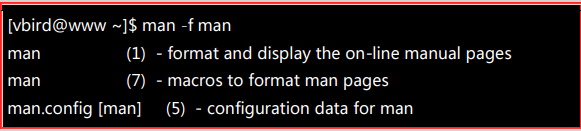 [vbird@www ~]$ man -f man
man (1) - format and display the on-line manual pages
man (7) - macros to format man pages
man.config [man] (5) - configuration data for man